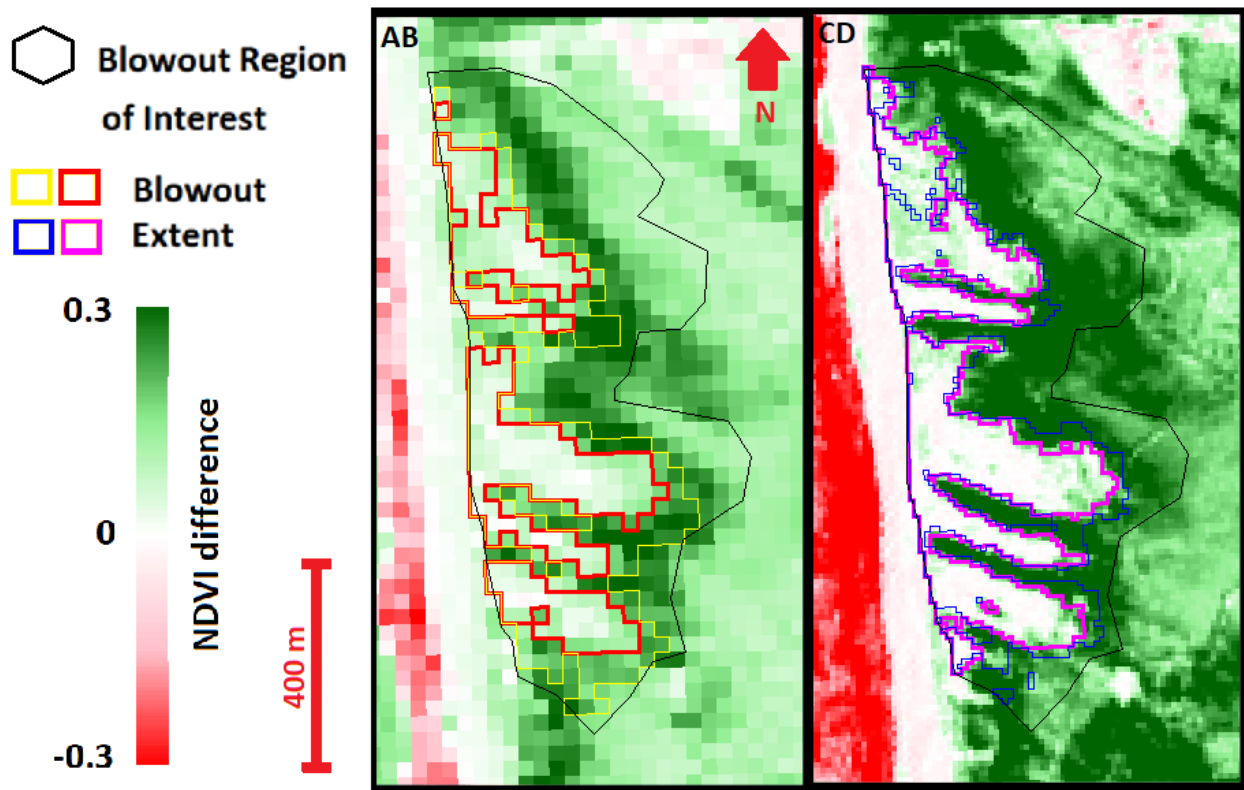 Blowout Region
of Interest
Blowout
Extent
0.3
0
-0.3
NDVI difference
400 m
AB
N
CD